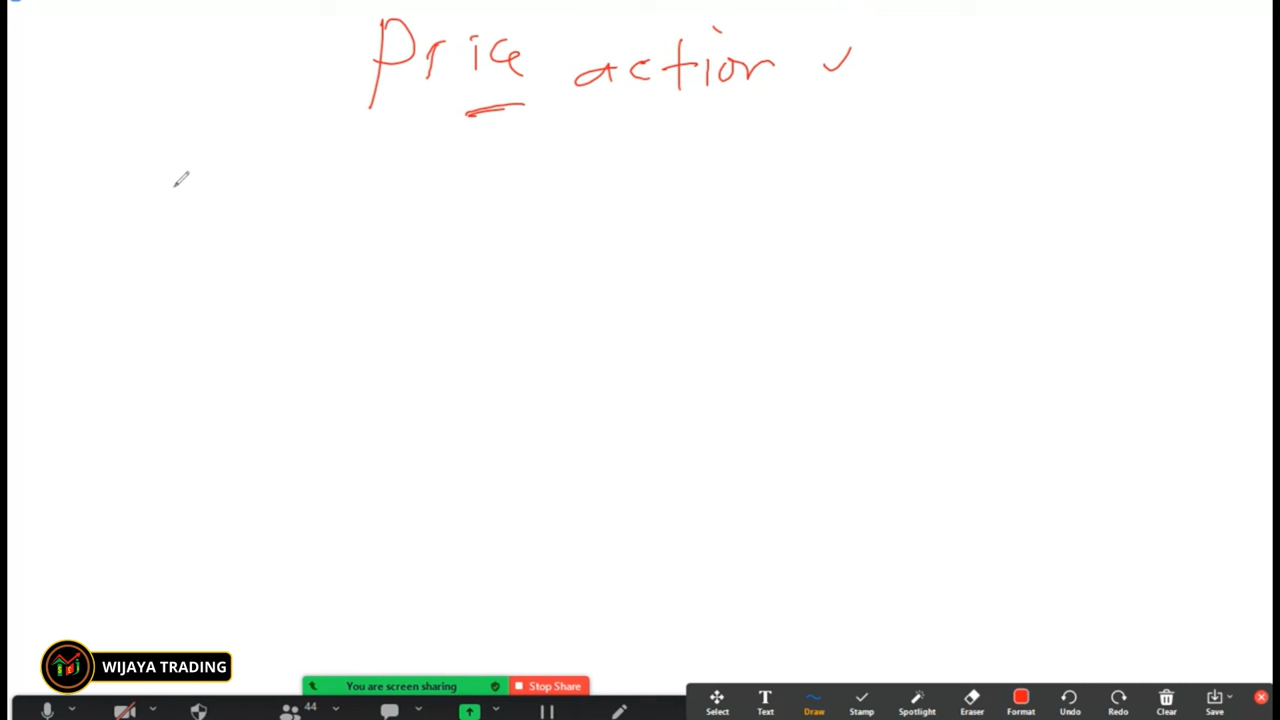 Price action
WIJAYA TRADING
You are screen sharing
Stop Share
44
Select
Text
Draw
Stamp
Spotlight
Eraser
Format
Undo
Redo
Clear
Save